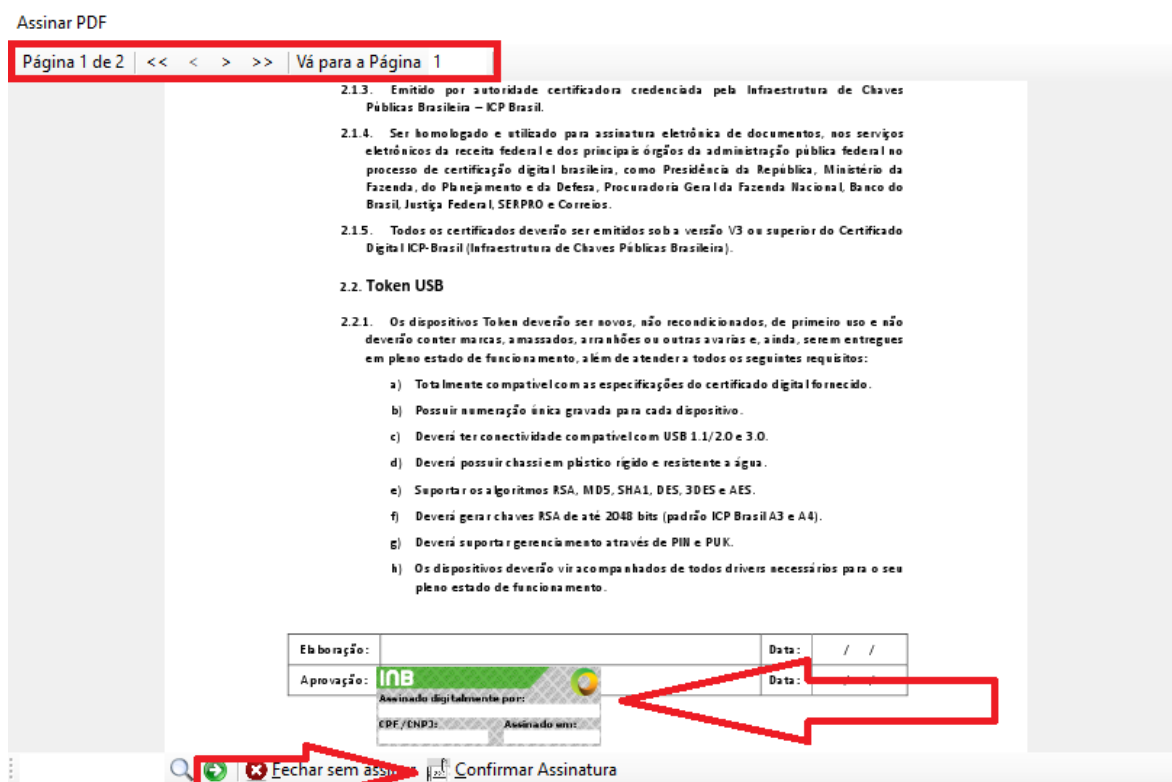 Assinar PDF
Página 1 de 2 << < > >> Vá para a Página 1
2.1.3. Emitido por autoridade certificadora credenciada pela Infraestrutura de Chaves
Públicas Brasileira – ICP Brasil.
2.1.4. Ser homologado e utilizado para assinatura eletrônica de documentos, nos serviços
eletrônicos da receita federal e dos principais órgãos da administração pública federal no
processo de certificação digital brasileira, como Presidência da República, Ministério da
Fazenda, do Planejamento e da Defesa, Procuradoria Geral da Fazenda Nacional, Banco do
Brasil, Justiça Federal, SERPRO e Correios.
2.1.5. Todos os certificados deverão ser emitidos sob a versão V3 ou superior do Certificado
Digital ICP-Brasil (Infraestrutura de Chaves Públicas Brasileira).
2.2. Token USB
2.2.1. Os dispositivos Token deverão ser novos, não recondicionados, de primeiro uso e não
deverão conter marcas, amassados, arranhões ou outras avarias e, ainda, serem entregues
em pleno estado de funcionamento, além de atender a todos os seguintes requisitos:
a) Totalmente compatível com as especificações do certificado digital fornecido.
b) Possuir numeração única gravada para cada dispositivo.
c) Deverá ter conectividade compatível com USB 1.1/2.0 e 3.0.
d) Deverá possuir chassi em plástico rígido e resistente a água.
e) Suportar os algoritmos RSA, MD5, SHA1, DES, 3DES e AES.
f) Deverá gerar chaves RSA de até 2048 bits (padrão ICP Brasil A3 e A4).
g) Deverá suportar gerenciamento através de PIN e PUK.
h) Os dispositivos deverão vir acompanhados de todos drivers necessários para o seu
pleno estado de funcionamento.
Elaboração: Data: / /
Aprovação: Data:
INB
Assinado digitalmente por:
CPF/CNPJ: Assinado em:
Fechar sem Confirmar Assinatura